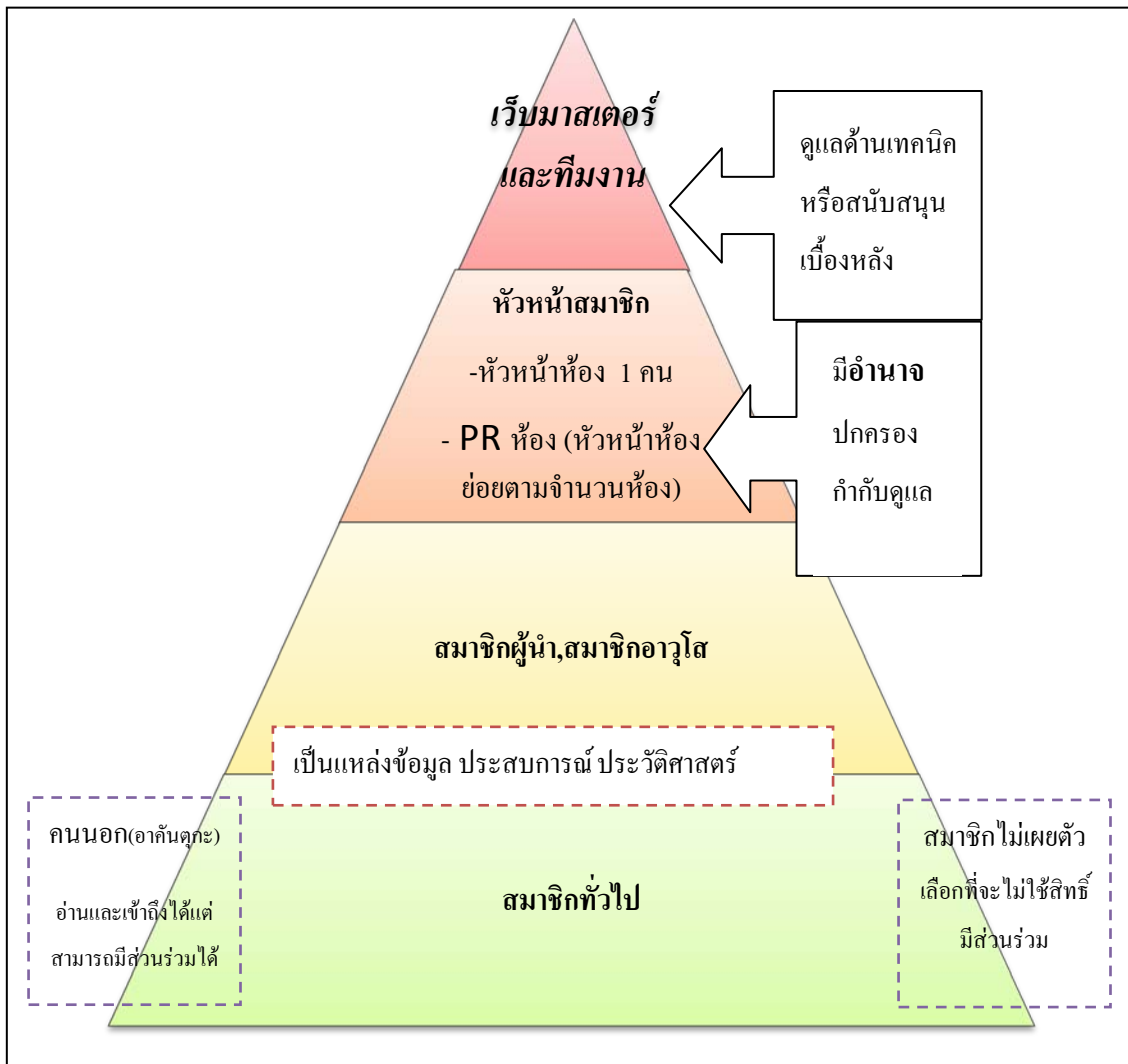 เว็บมาสเตอร์
และทีมงาน
ดูแลด้านเทคนิค
หรือสนับสนุน
เบื้องหลัง
หัวหน้าสมาชิก
-หัวหน้าห้อง 1 คน
- PR ห้อง (หัวหน้าห้อง
ย่อยตามจำนวนห้อง)
มีอำนาจ
ปกครอง
กำกับดูแล
สมาชิกผู้นำ,สมาชิกอาวุโส
เป็นแหล่งข้อมูล ประสบการณ์ ประวัติศาสตร์
คนนอก(อาคันตุกะ)
อ่านและเข้าถึงได้แต่
สามารถมีส่วนร่วมได้
สมาชิกทั่วไป
สมาชิกไม่เผยตัว
เลือกที่จะไม่ใช้สิทธิ์
มีส่วนร่วม